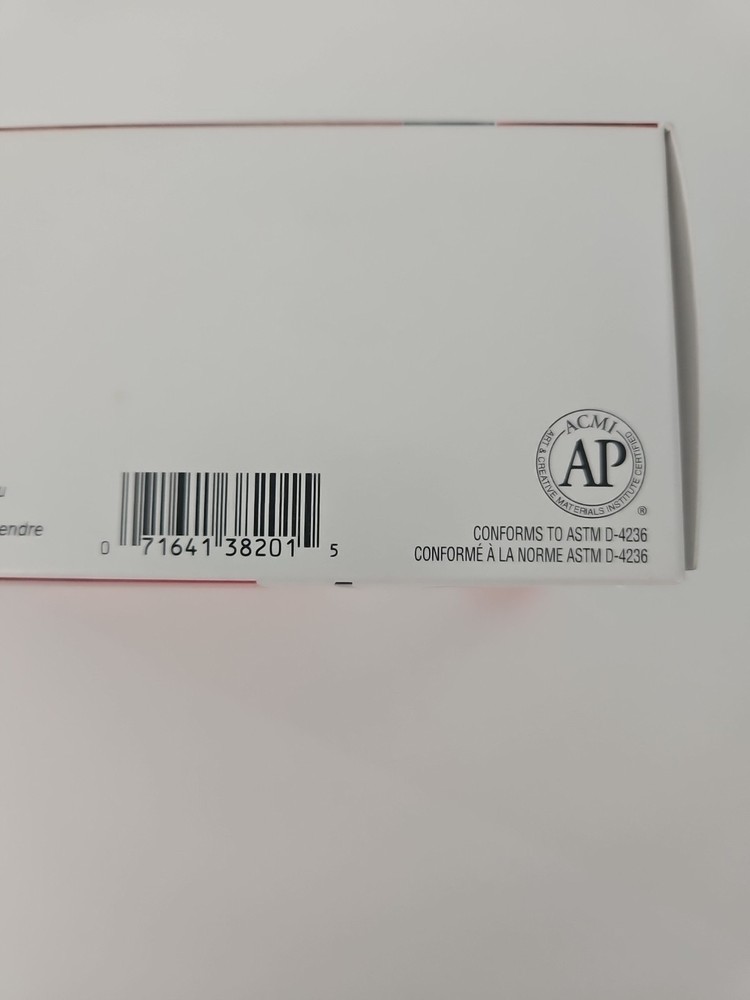 ACMI
ART & CREATIVE MATERIALS INSTITUTE CERTIFIED
AP
®
endre
0 71641 38201 5
CONFORMS TO ASTM D-4236
CONFORMÉ À LA NORME ASTM D-4236